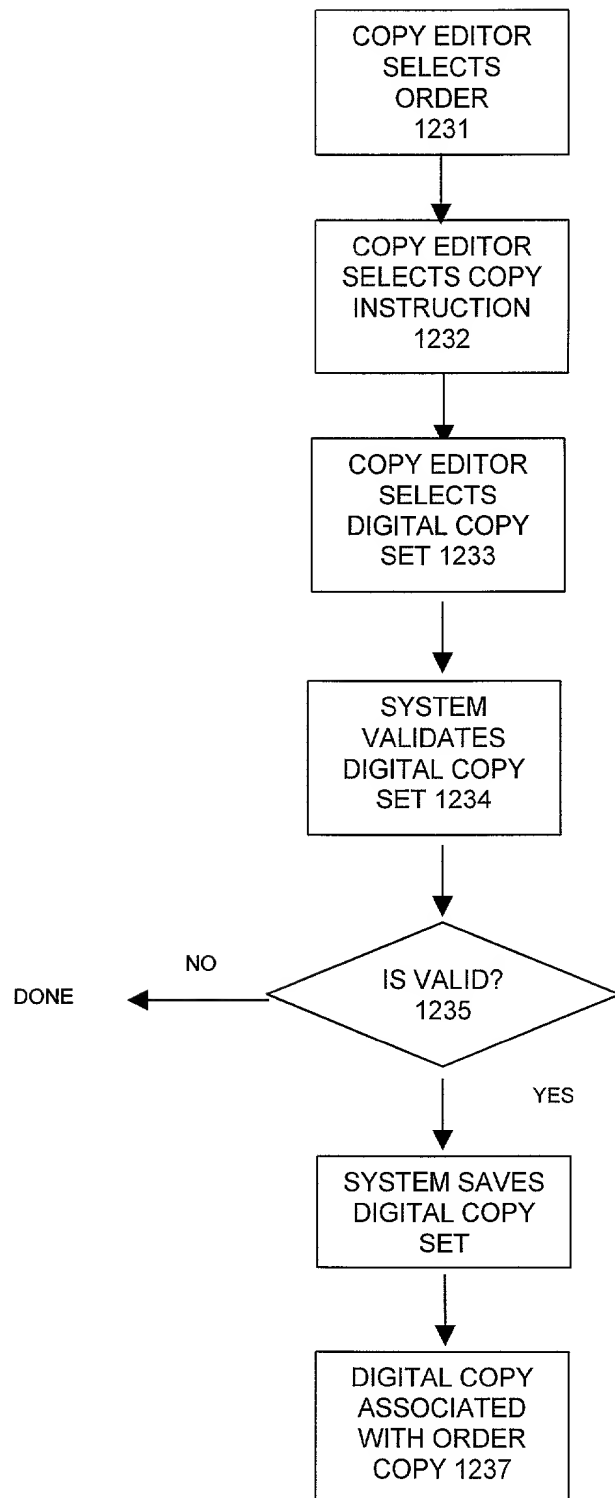 COPY EDITOR
SELECTS
ORDER
1231
COPY EDITOR
SELECTS COPY
INSTRUCTION
1232
COPY EDITOR
SELECTS
DIGITAL COPY
SET 1233
SYSTEM
VALIDATES
DIGITAL COPY
SET 1234
IS VALID?
1235
NO
DONE
YES
SYSTEM SAVES
DIGITAL COPY
SET
DIGITAL COPY
ASSOCIATED
WITH ORDER
COPY 1237